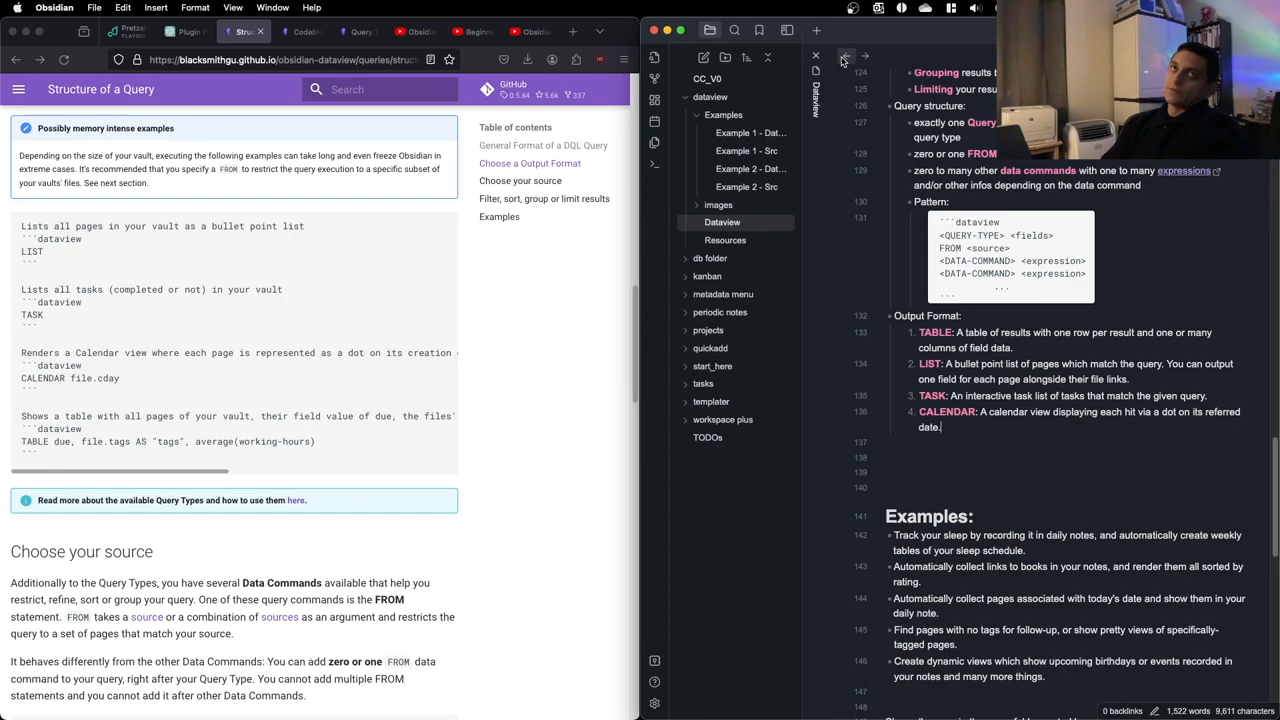 Obsidian File Edit Insert Format View Window Help
Pretzel
PLAYING
Plugin
Struc
Codebl
Query T
Obsidian
Beginne
Obsidia
https://blacksmithgu.github.io/obsidian-dataview/queries/struct
Structure of a Query
Search
GitHub
0.5.64 5.6k 337
Possibly memory intense examples
Depending on the size of your vault, executing the following examples can take long and even freeze Obsidian in
extreme cases. It's recommended that you specify a FROM to restrict the query execution to a specific subset of
your vaults' files. See next section.
Lists all pages in your vault as a bullet point list
```dataview
LIST
```
Lists all tasks (completed or not) in your vault
```dataview
TASK
```
Renders a Calendar view where each page is represented as a dot on its creation
```dataview
CALENDAR file.cday
```
Shows a table with all pages of your vault, their field value of due, the files'
```dataview
TABLE due, file.tags AS "tags", average(working-hours)
```
Read more about the available Query Types and how to use them here.
Choose your source
Additionally to the Query Types, you have several Data Commands available that help you
restrict, refine, sort or group your query. One of these query commands is the FROM
statement. FROM takes a source or a combination of sources as an argument and restricts the
query to a set of pages that match your source.
It behaves differently from the other Data Commands: You can add zero or one FROM data
command to your query, right after your Query Type. You cannot add multiple FROM
statements and you cannot add it after other Data Commands.
Table of contents
General Format of a DQL Query
Choose a Output Format
Choose your source
Filter, sort, group or limit results
Examples
CC_V0
dataview
Examples
Example 1 - Dat...
Example 1 - Src
Example 2 - Dat...
Example 2 - Src
images
Dataview
Resources
db folder
kanban
metadata menu
periodic notes
projects
quickadd
start_here
tasks
templater
workspace plus
TODOs
Dataview
124 Grouping results b
125 Limiting your resu
126 Query structure:
127 exactly one Query
query type
128 zero or one FROM
129 zero to many other data commands with one to many expressions
and/or other infos depending on the data command
130 Pattern:
131
```dataview
<QUERY-TYPE> <fields>
FROM <source>
<DATA-COMMAND> <expression>
<DATA-COMMAND> <expression>
...
```
132 Output Format:
133 1. TABLE: A table of results with one row per result and one or many
columns of field data.
134 2. LIST: A bullet point list of pages which match the query. You can output
one field for each page alongside their file links.
135 3. TASK: An interactive task list of tasks that match the given query.
136 4. CALENDAR: A calendar view displaying each hit via a dot on its referred
date.
137
138
139
140
141 Examples:
142 Track your sleep by recording it in daily notes, and automatically create weekly
tables of your sleep schedule.
143 Automatically collect links to books in your notes, and render them all sorted by
rating.
144 Automatically collect pages associated with today's date and show them in your
daily note.
145 Find pages with no tags for follow-up, or show pretty views of specifically-
tagged pages.
146 Create dynamic views which show upcoming birthdays or events recorded in
your notes and many more things.
147
148
0 backlinks 1,522 words 9,611 characters